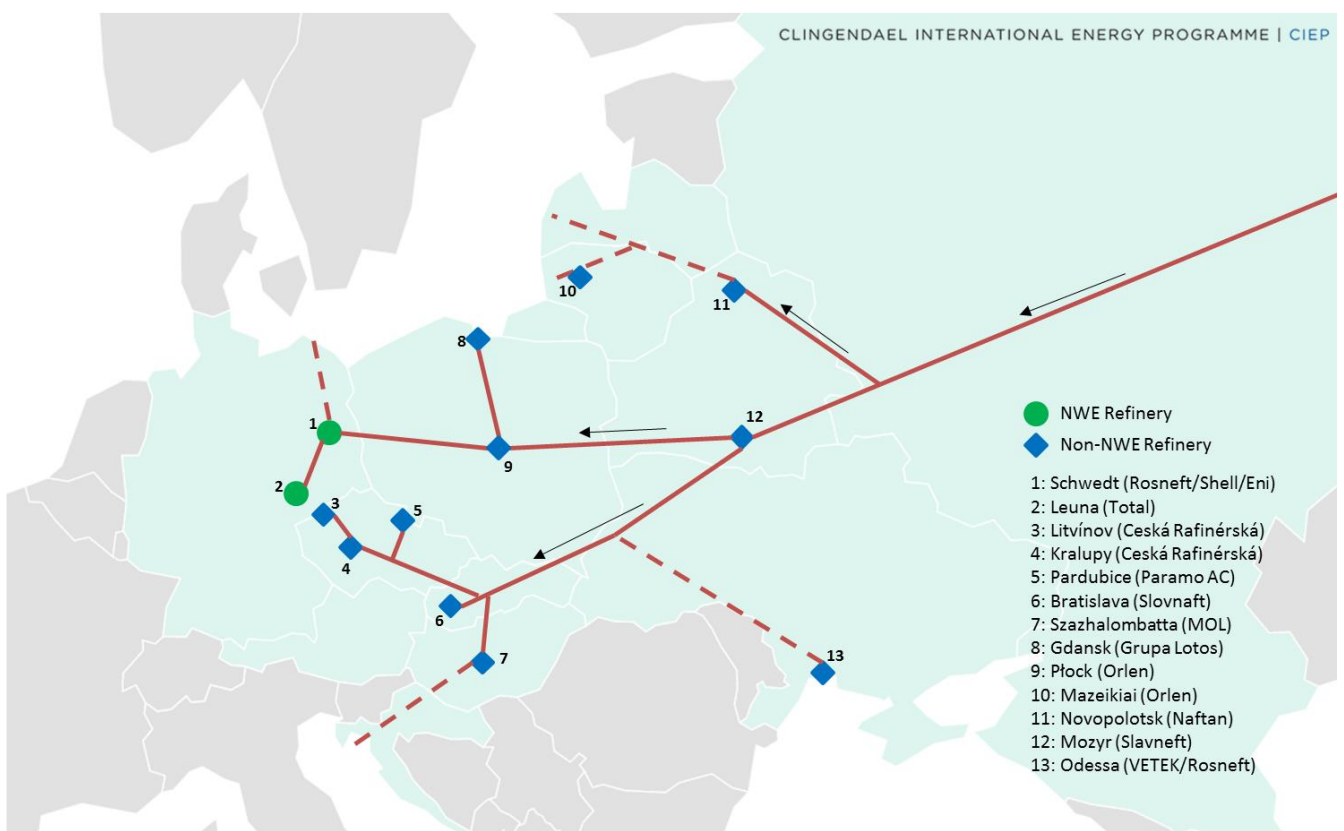 CLINGENDAEL INTERNATIONAL ENERGY PROGRAMME | CIEP
10
11
8
12
1
9
2
3
5
4
6
7
13
NWE Refinery
Non-NWE Refinery
1: Schwedt (Rosneft/Shell/Eni)
2: Leuna (Total)
3: Litvínov (Ceská Rafinérská)
4: Kralupy (Ceská Rafinérská)
5: Pardubice (Paramo AC)
6: Bratislava (Slovnaft)
7: Szazhalombatta (MOL)
8: Gdansk (Grupa Lotos)
9: Płock (Orlen)
10: Mazeikiai (Orlen)
11: Novopolotsk (Naftan)
12: Mozyr (Slavneft)
13: Odessa (VETEK/Rosneft)